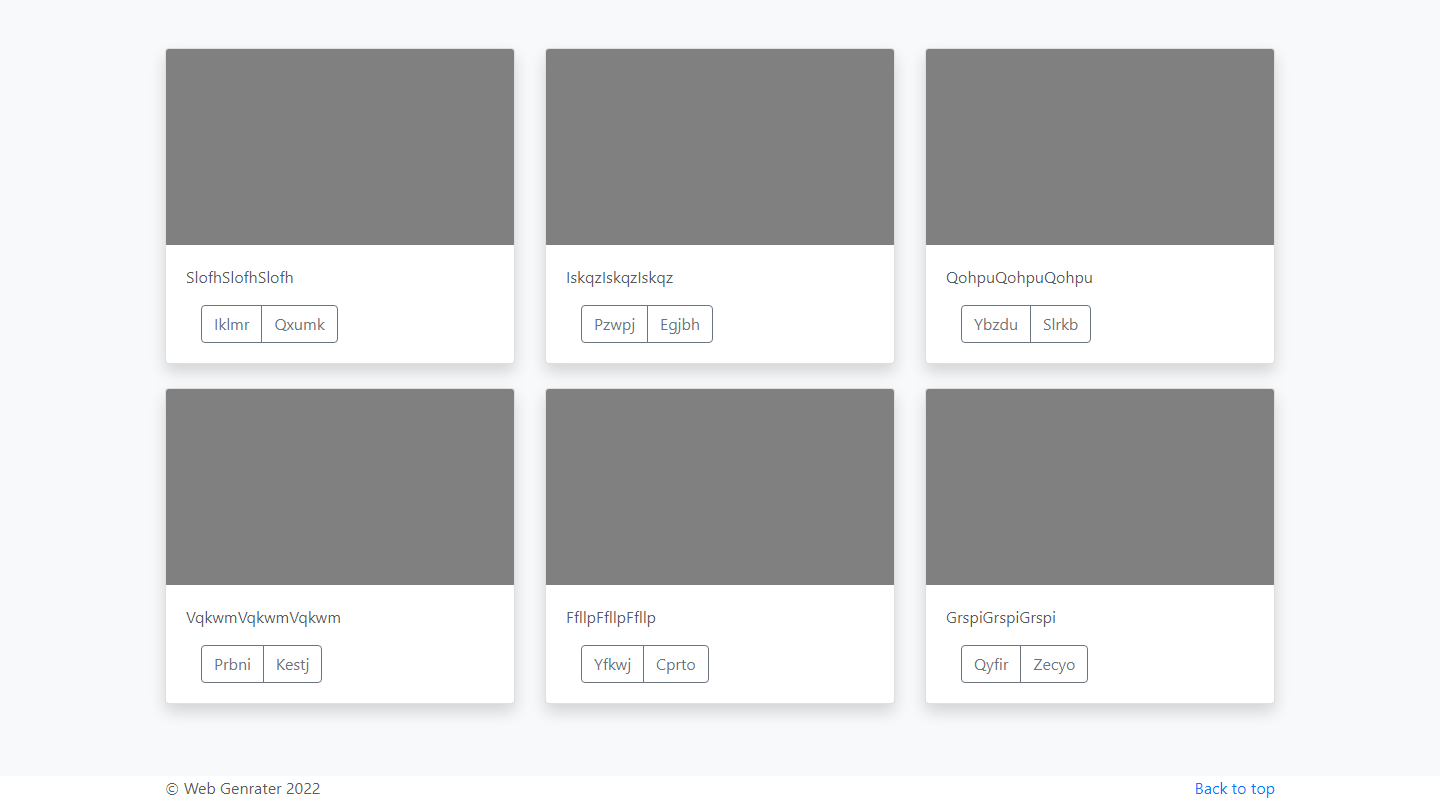 SlofhSlofhSlofh
Iklmr Qxumk
IskqzIskqzIskqz
Pzwpj Egjbh
QohpuQohpuQohpu
Ybzdu Slrkb
VqkwmVqkwmVqkwm
Prbni Kestj
FfllpFfllpFfllp
Yfkwj Cprto
GrspiGrspiGrspi
Qyfir Zecyo
© Web Genrater 2022
Back to top